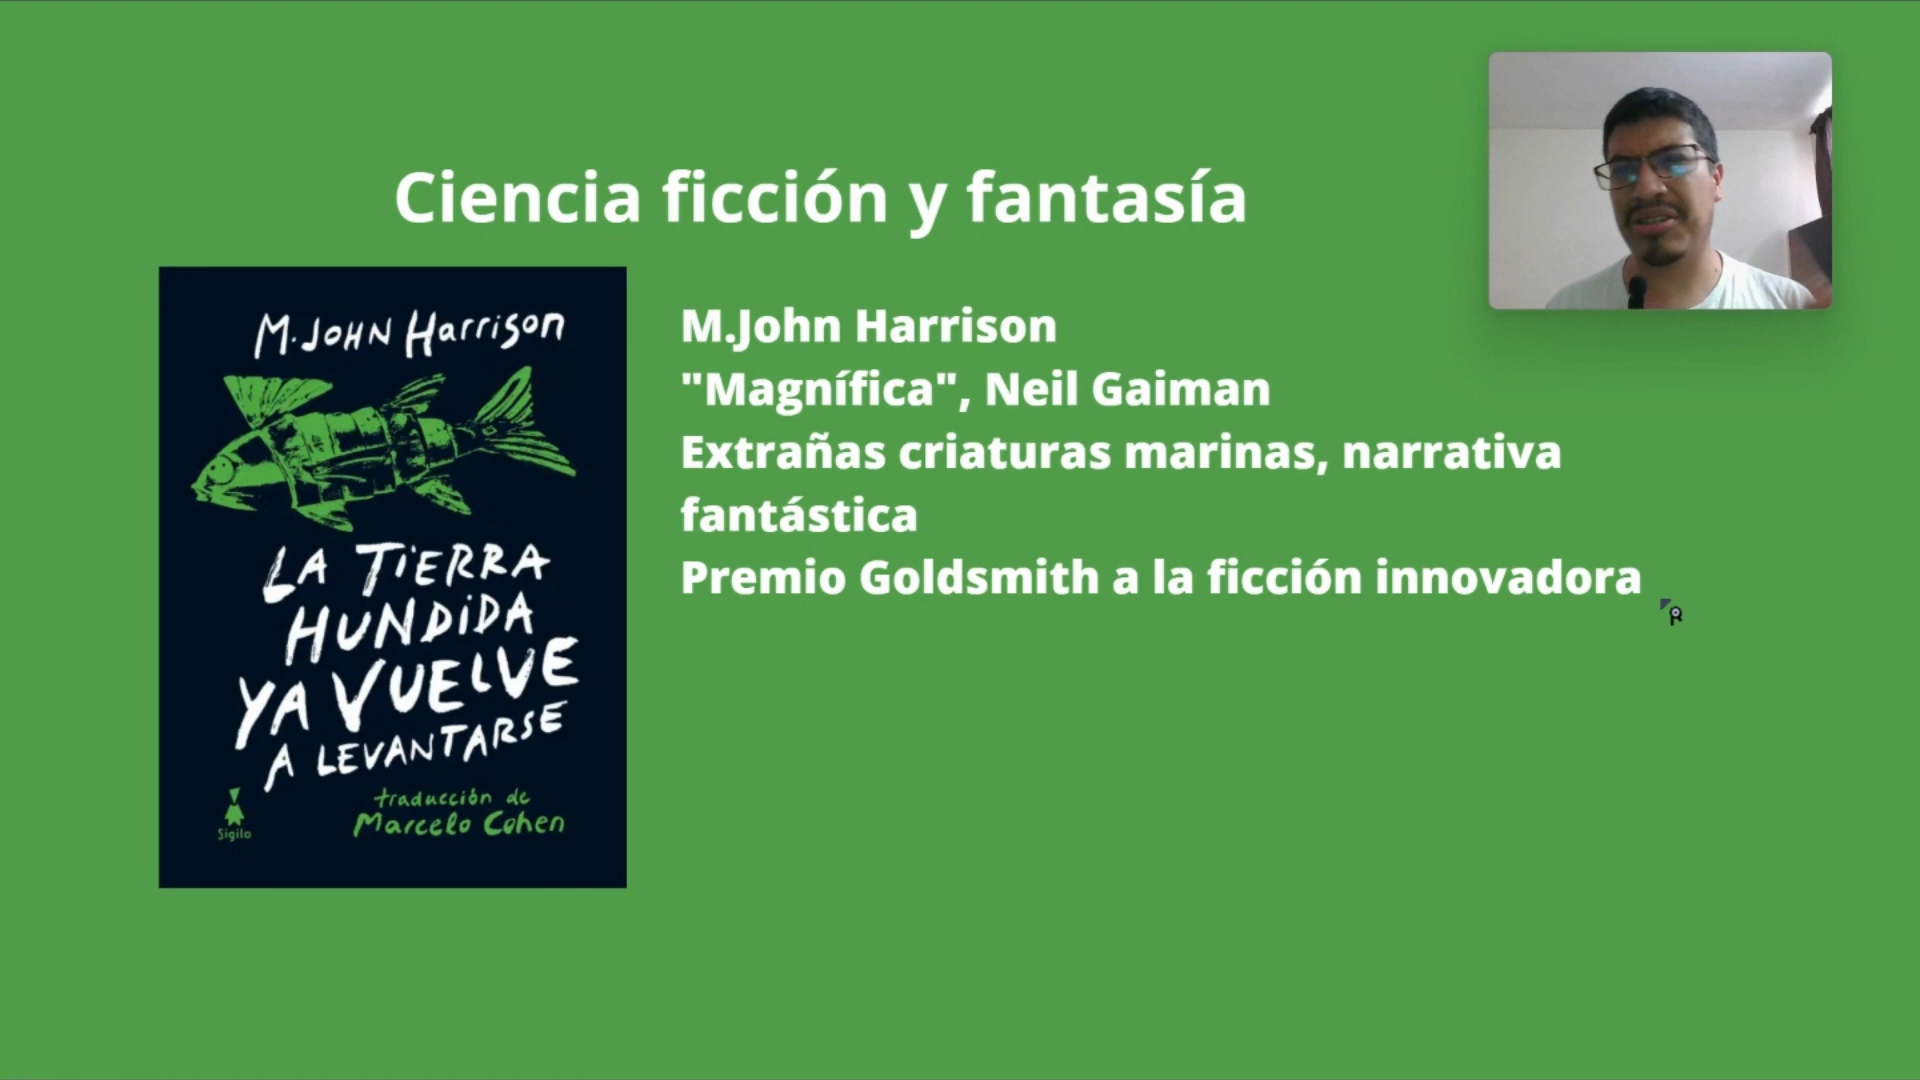 Ciencia ficción y fantasía
M.JOHN Harrison
LA TIERRA
HUNDIDA
YA VUELVE
A LEVANTARSE
traducción de
Marcelo Cohen
Sigilo
M.John Harrison
"Magnífica", Neil Gaiman
Extrañas criaturas marinas, narrativa
fantástica
Premio Goldsmith a la ficción innovadora